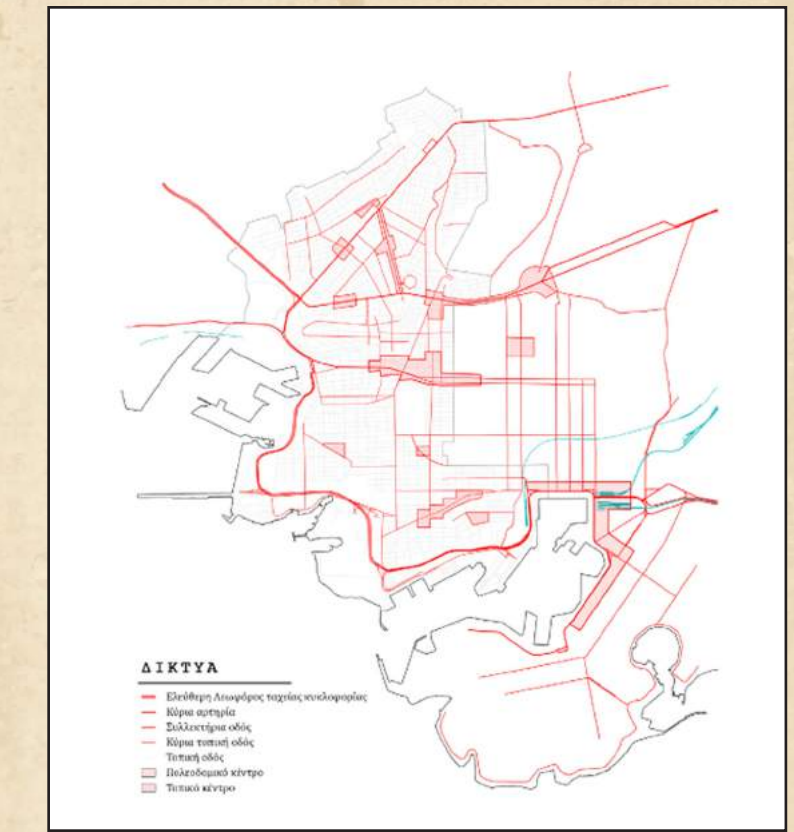 ΔΙΚΤΥΑ
Ελεύθερη Λεωφόρος ταχείας κυκλοφορίας
Κύρια αρτηρία
Συλλεκτήρια οδός
Κύρια τοπική οδός
Τοπική οδός
Πολεοδομικό κέντρο
Τοπικό κέντρο